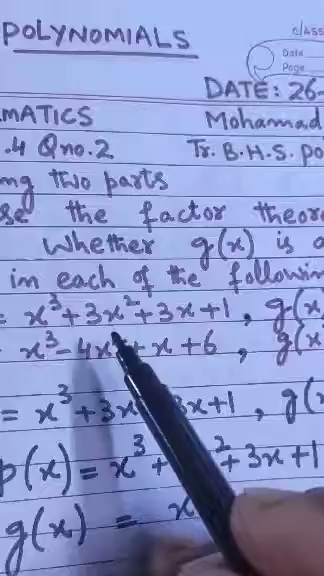 POLYNOMIALS
Date
Page
DATE: 26-
MATICS Mohamad
.4 Qno.2 Tr. B.H.S. Po
ng two parts
se the factor theore
Whether g(x) is a
in each of the followin
= x³+3x²+3x+1, g(x
x³-4x + x + 6, g(x
= x³+3x 3x+1, g(
p(x) = x³+ ²+3x+1
g(x) = x